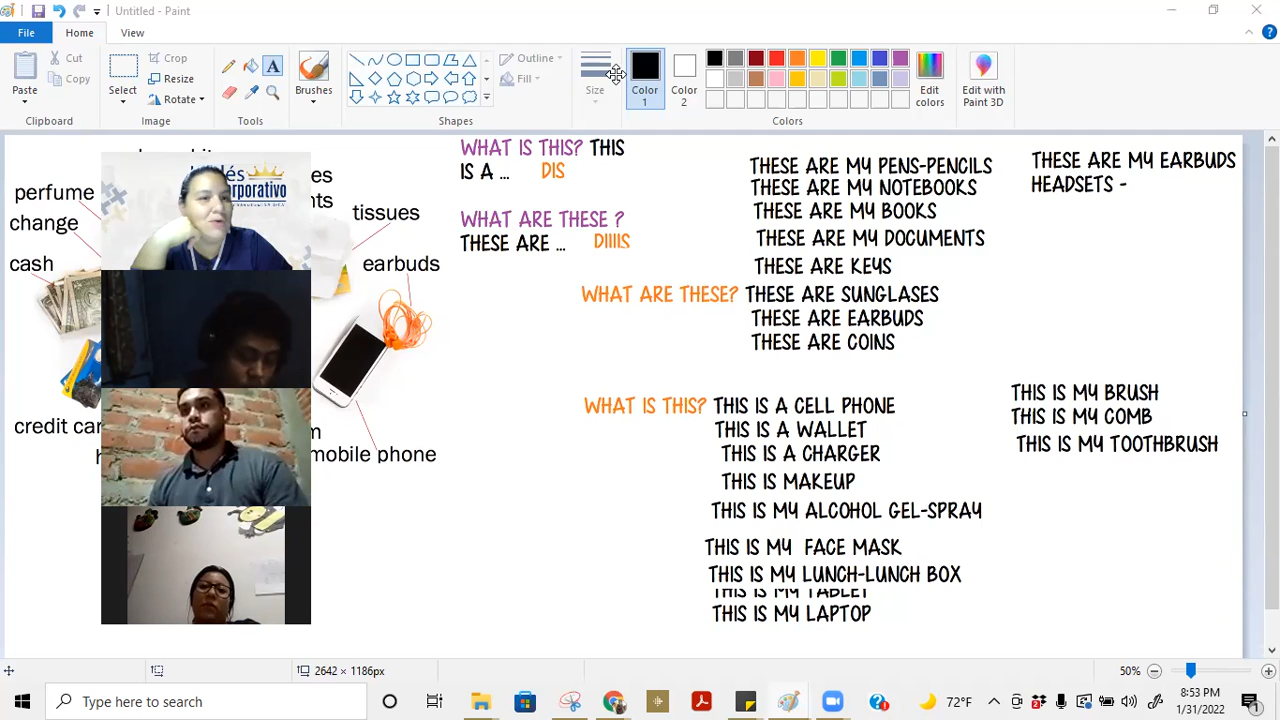 Untitled - Paint
File
Home
View
Paste
Cut
Copy
Clipboard
Select
Crop
Resize
Rotate
Image
Tools
Brushes
Shapes
Outline
Fill
Size
Color 1
Color 2
Colors
Edit colors
Edit with Paint 3D
perfume
change
cash
credit
tissues
earbuds
mobile phone
WHAT IS THIS? THIS
IS A ... DIS
WHAT ARE THESE ?
THESE ARE ... DIIIIS
THESE ARE MY PENS-PENCILS
THESE ARE MY NOTEBOOKS
THESE ARE MY BOOKS
THESE ARE MY DOCUMENTS
THESE ARE KEYS
WHAT ARE THESE? THESE ARE SUNGLASES
THESE ARE EARBUDS
THESE ARE COINS
THESE ARE MY EARBUDS
HEADSETS -
WHAT IS THIS? THIS IS A CELL PHONE
THIS IS A WALLET
THIS IS A CHARGER
THIS IS MAKEUP
THIS IS MY ALCOHOL GEL-SPRAY
THIS IS MY FACE MASK
THIS IS MY LUNCH-LUNCH BOX
THIS IS MY TABLET
THIS IS MY LAPTOP
THIS IS MY BRUSH
THIS IS MY COMB
THIS IS MY TOOTHBRUSH
2642 × 1186px
50%
Type here to search
72°F
8:53 PM
1/31/2022